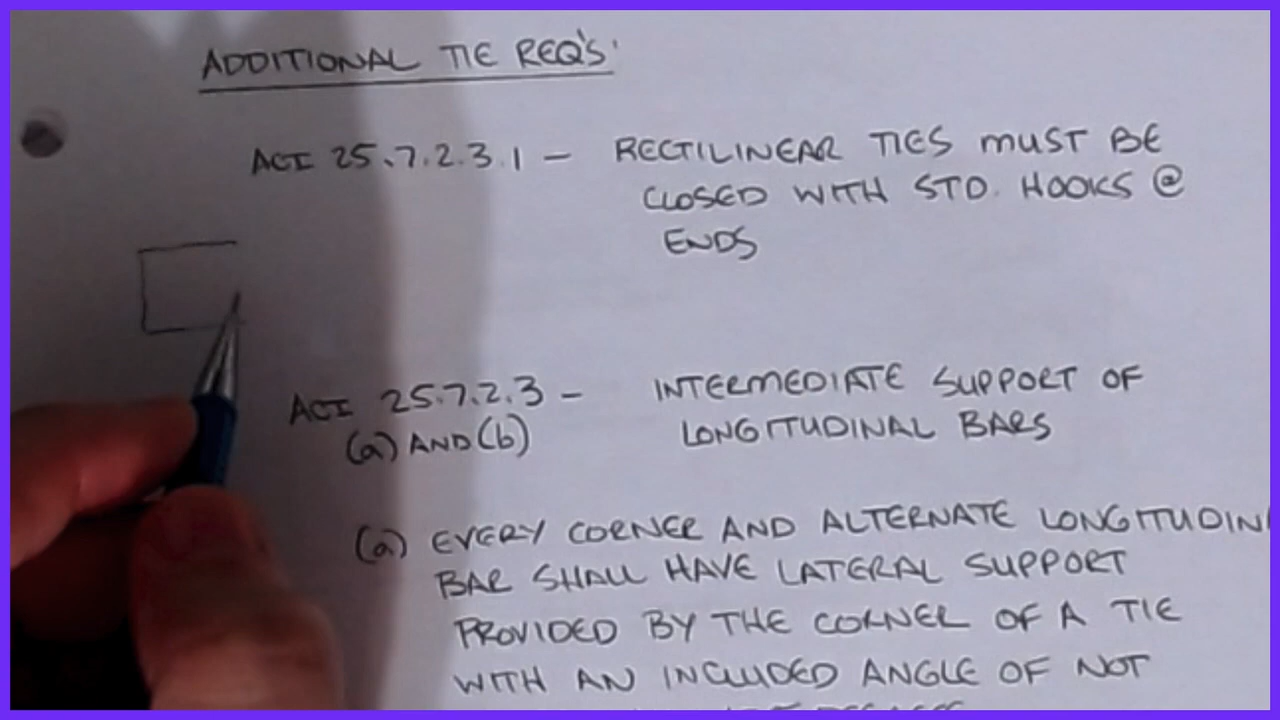 ADDITIONAL TIE REQ'S.
ACI 25.7.2.3.1 – RECTILINEAR TIES MUST BE
CLOSED WITH STD. HOOKS @
ENDS
ACI 25.7.2.3 – INTERMEDIATE SUPPORT OF
(a) AND (b) LONGITUDINAL BARS
(a) EVERY CORNER AND ALTERNATE LONGITUDIN
BAR SHALL HAVE LATERAL SUPPORT
PROVIDED BY THE CORNER OF A TIE
WITH AN INCLUDED ANGLE OF NOT